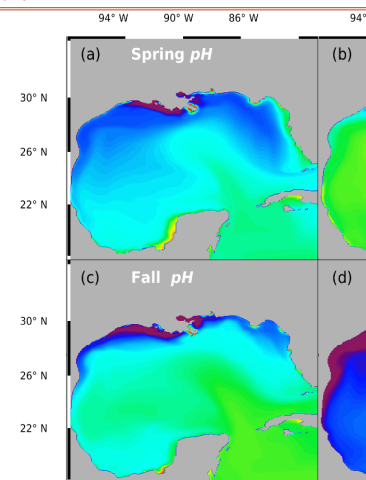 94° W 90° W 86° W 94°
(a) Spring pH (b)
30° N
26° N
22° N
(c) Fall pH (d)
30° N
26° N
22° N